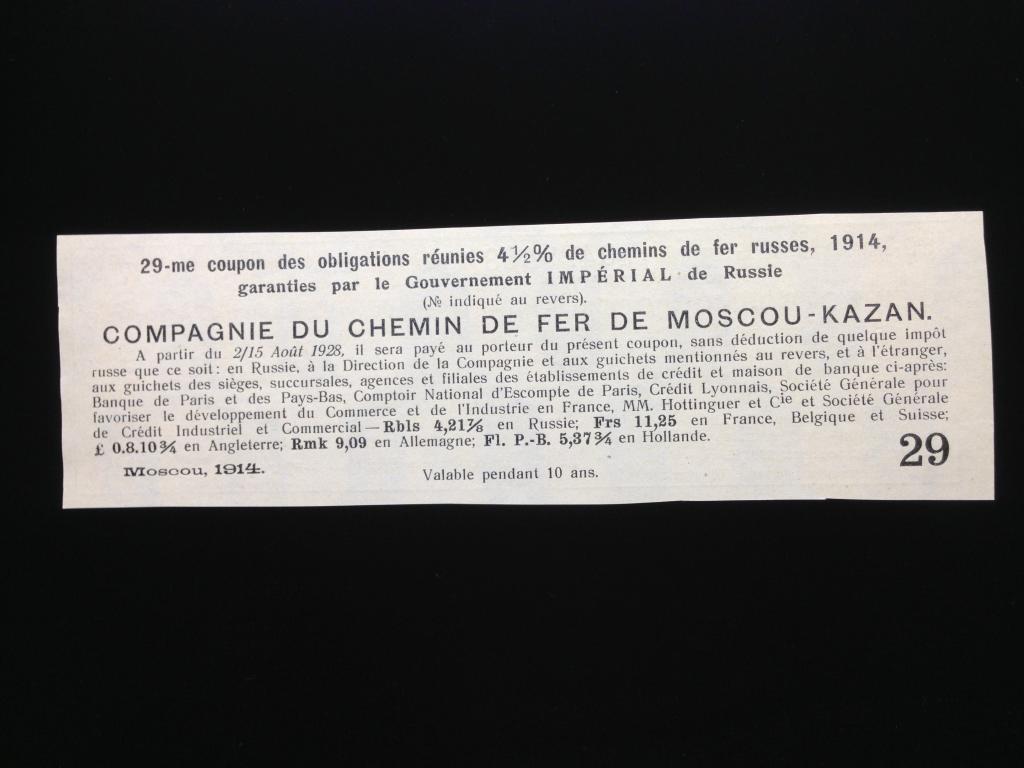 29-me coupon des obligations réunies 4½% de chemins de fer russes, 1914,
garanties par le Gouvernement IMPÉRIAL de Russie
(№ indiqué au revers).
COMPAGNIE DU CHEMIN DE FER DE MOSCOU-KAZAN.
A partir du 2/15 Août 1928, il sera payé au porteur du présent coupon, sans déduction de quelque impôt
russe que ce soit: en Russie, à la Direction de la Compagnie et aux guichets mentionnés au revers, et à l'étranger,
aux guichets des sièges, succursales, agences et filiales des établissements de crédit et maison de banque ci-après:
Banque de Paris et des Pays-Bas, Comptoir National d'Escompte de Paris, Crédit Lyonnais, Société Générale pour
favoriser le développement du Commerce et de l'Industrie en France, MM. Hottinguer et Cie et Société Générale
de Crédit Industriel et Commercial—Rbls 4,21⅞ en Russie; Frs 11,25 en France, Belgique et Suisse;
£ 0.8.10¾ en Angleterre; Rmk 9,09 en Allemagne; Fl. P.-B. 5,37¾ en Hollande.
Moscou, 1914.
Valable pendant 10 ans.
29